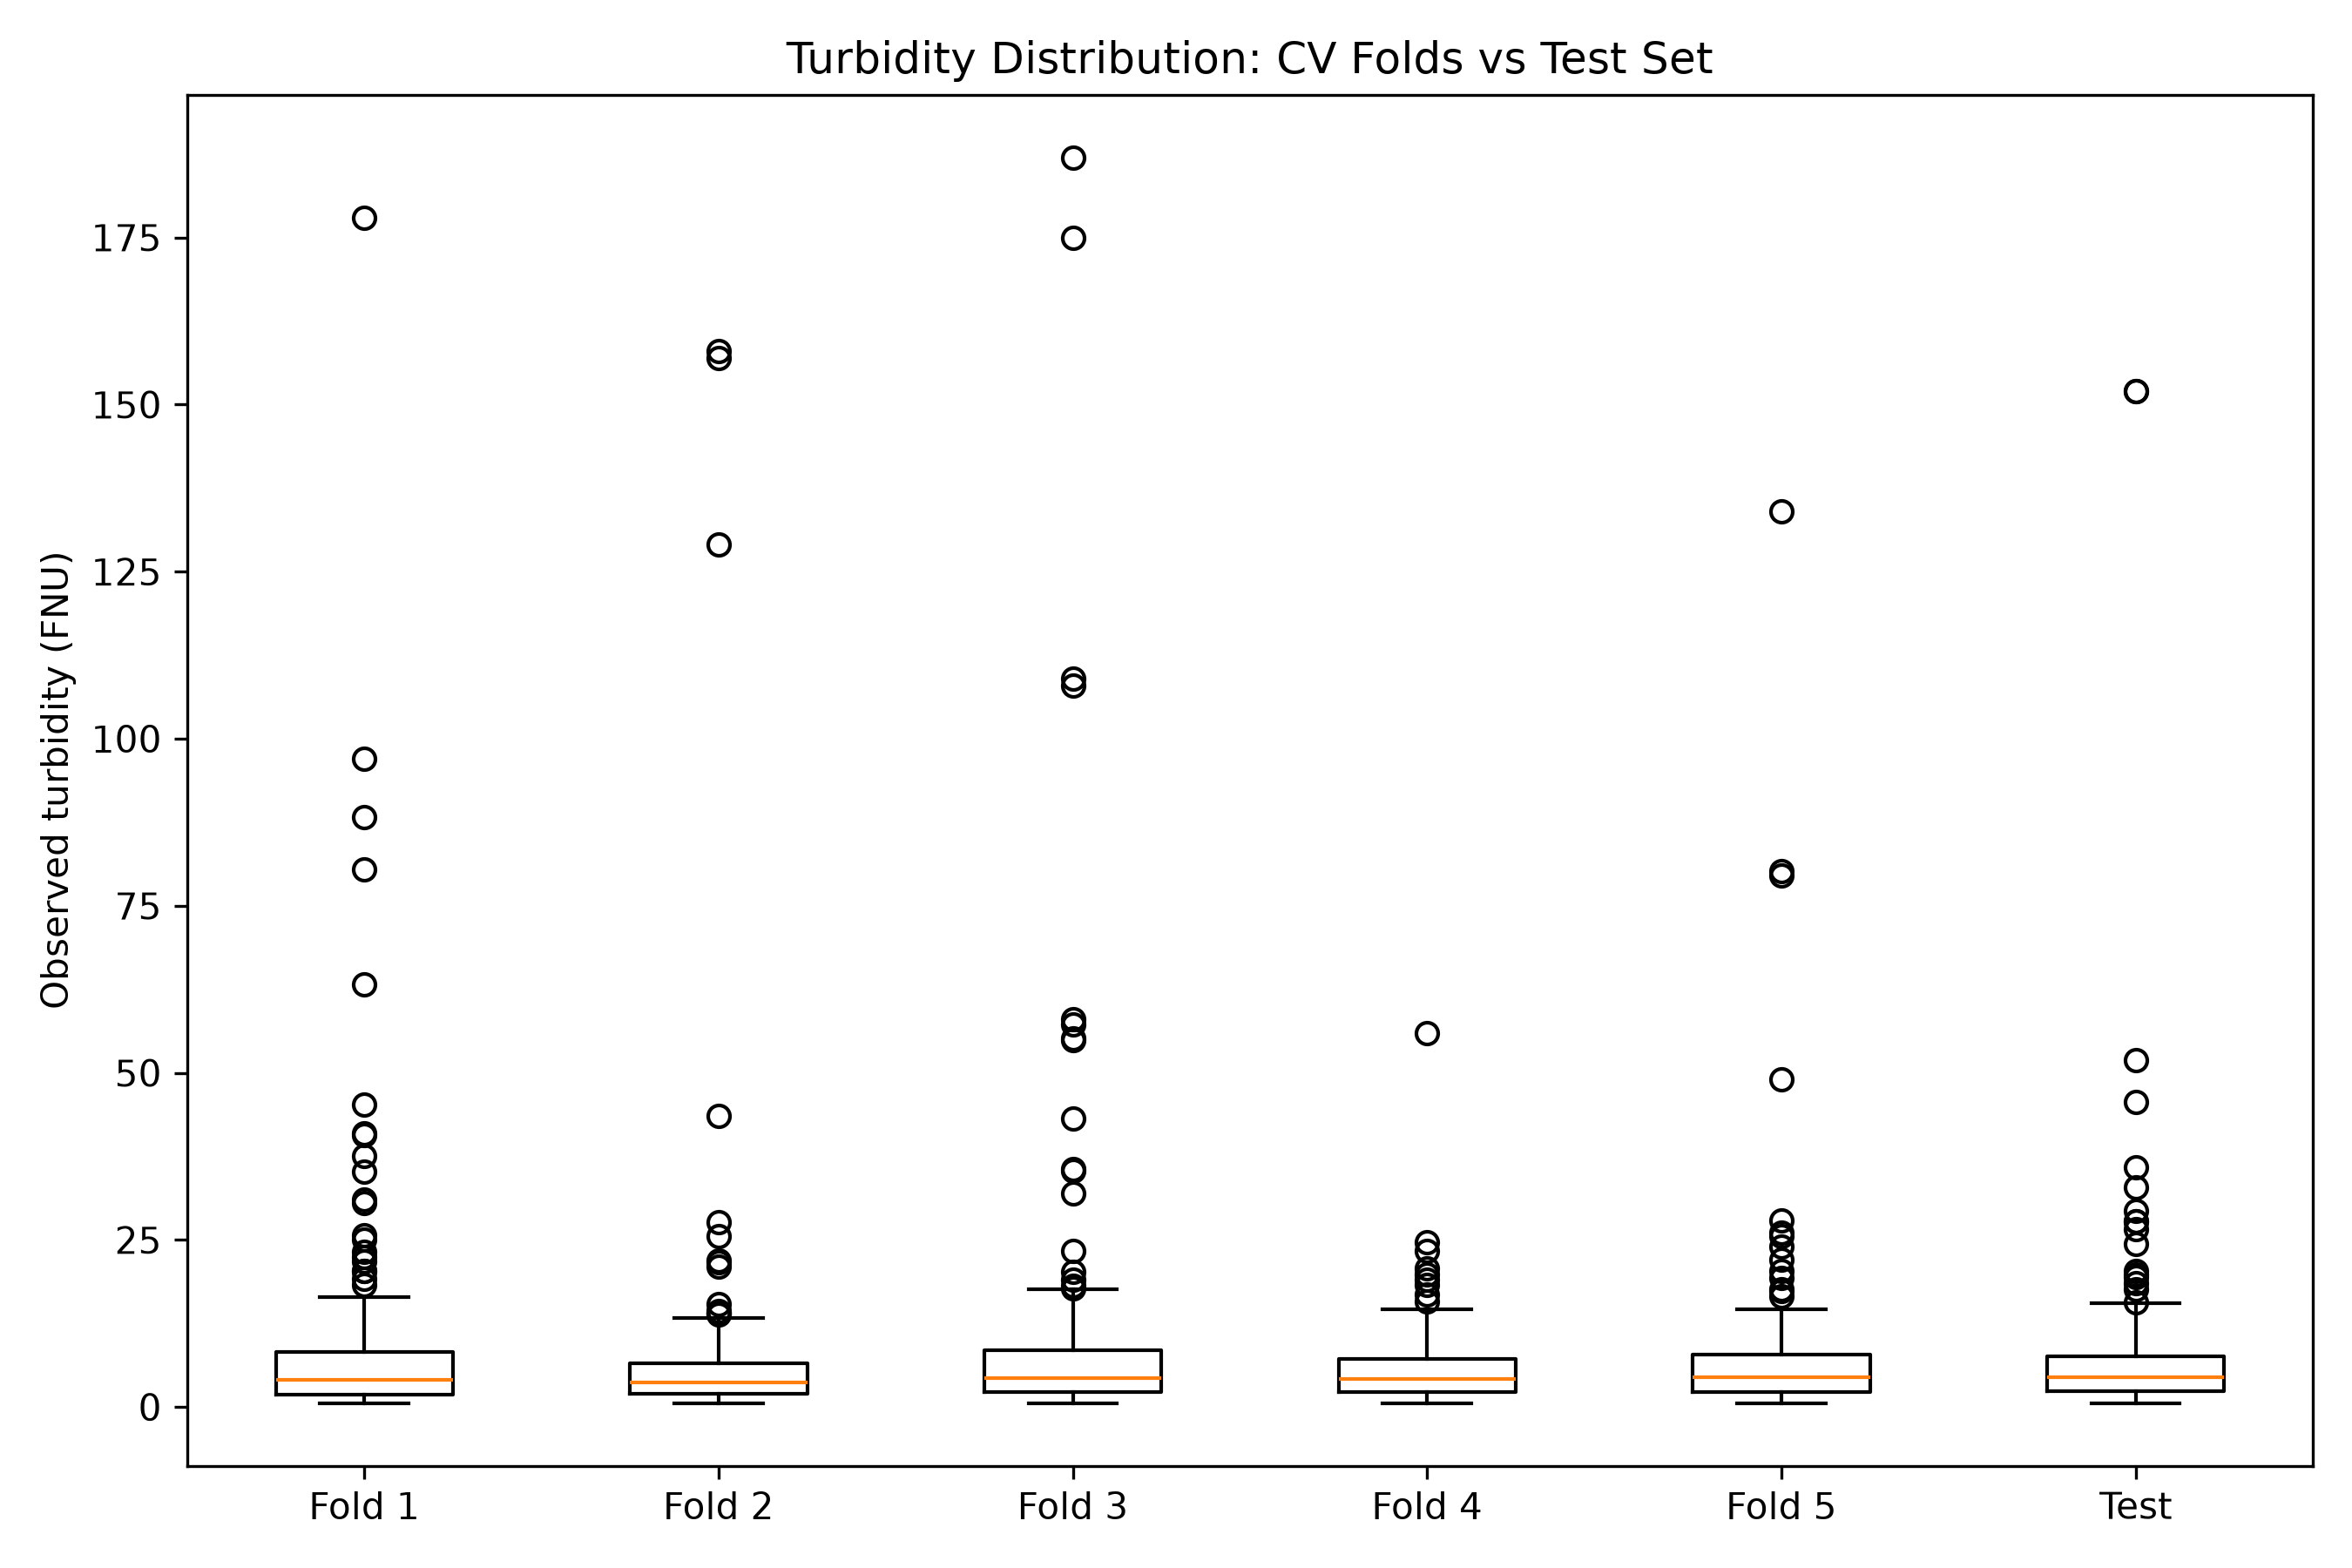 Turbidity Distribution: CV Folds vs Test Set
Observed turbidity (FNU)
175
150
125
100
75
50
25
0
Fold 1
Fold 2
Fold 3
Fold 4
Fold 5
Test